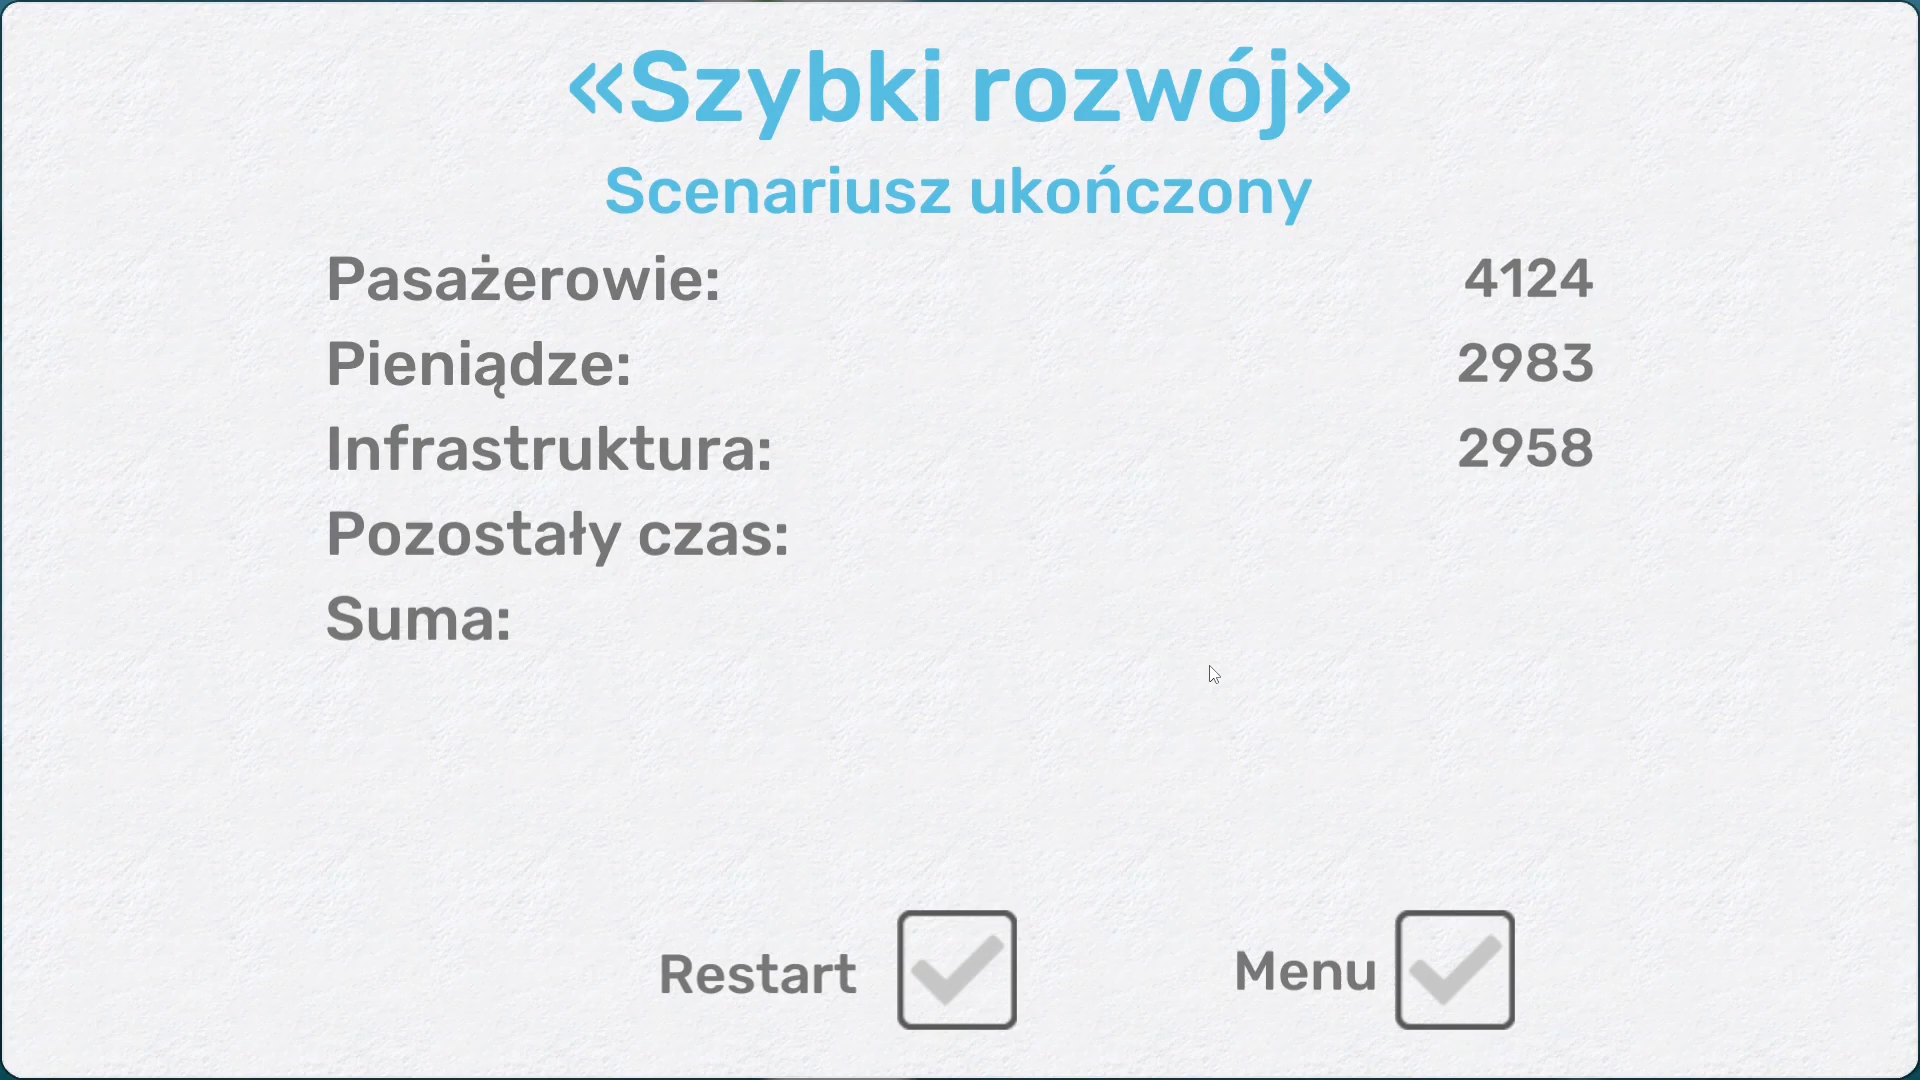 «Szybki rozwój»
Scenariusz ukończony
Pasażerowie: 4124
Pieniądze: 2983
Infrastruktura: 2958
Pozostały czas:
Suma:
Restart Menu